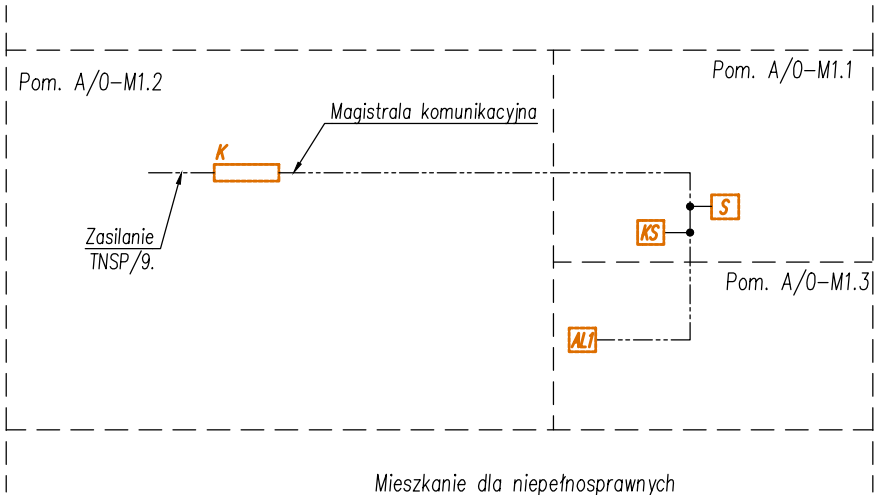 Pom. A/0-M1.2
Pom. A/0-M1.1
Magistrala komunikacyjna
K
S
KS
Zasilanie
TNSP/9.
Pom. A/0-M1.3
AL1
Mieszkanie dla niepełnosprawnych